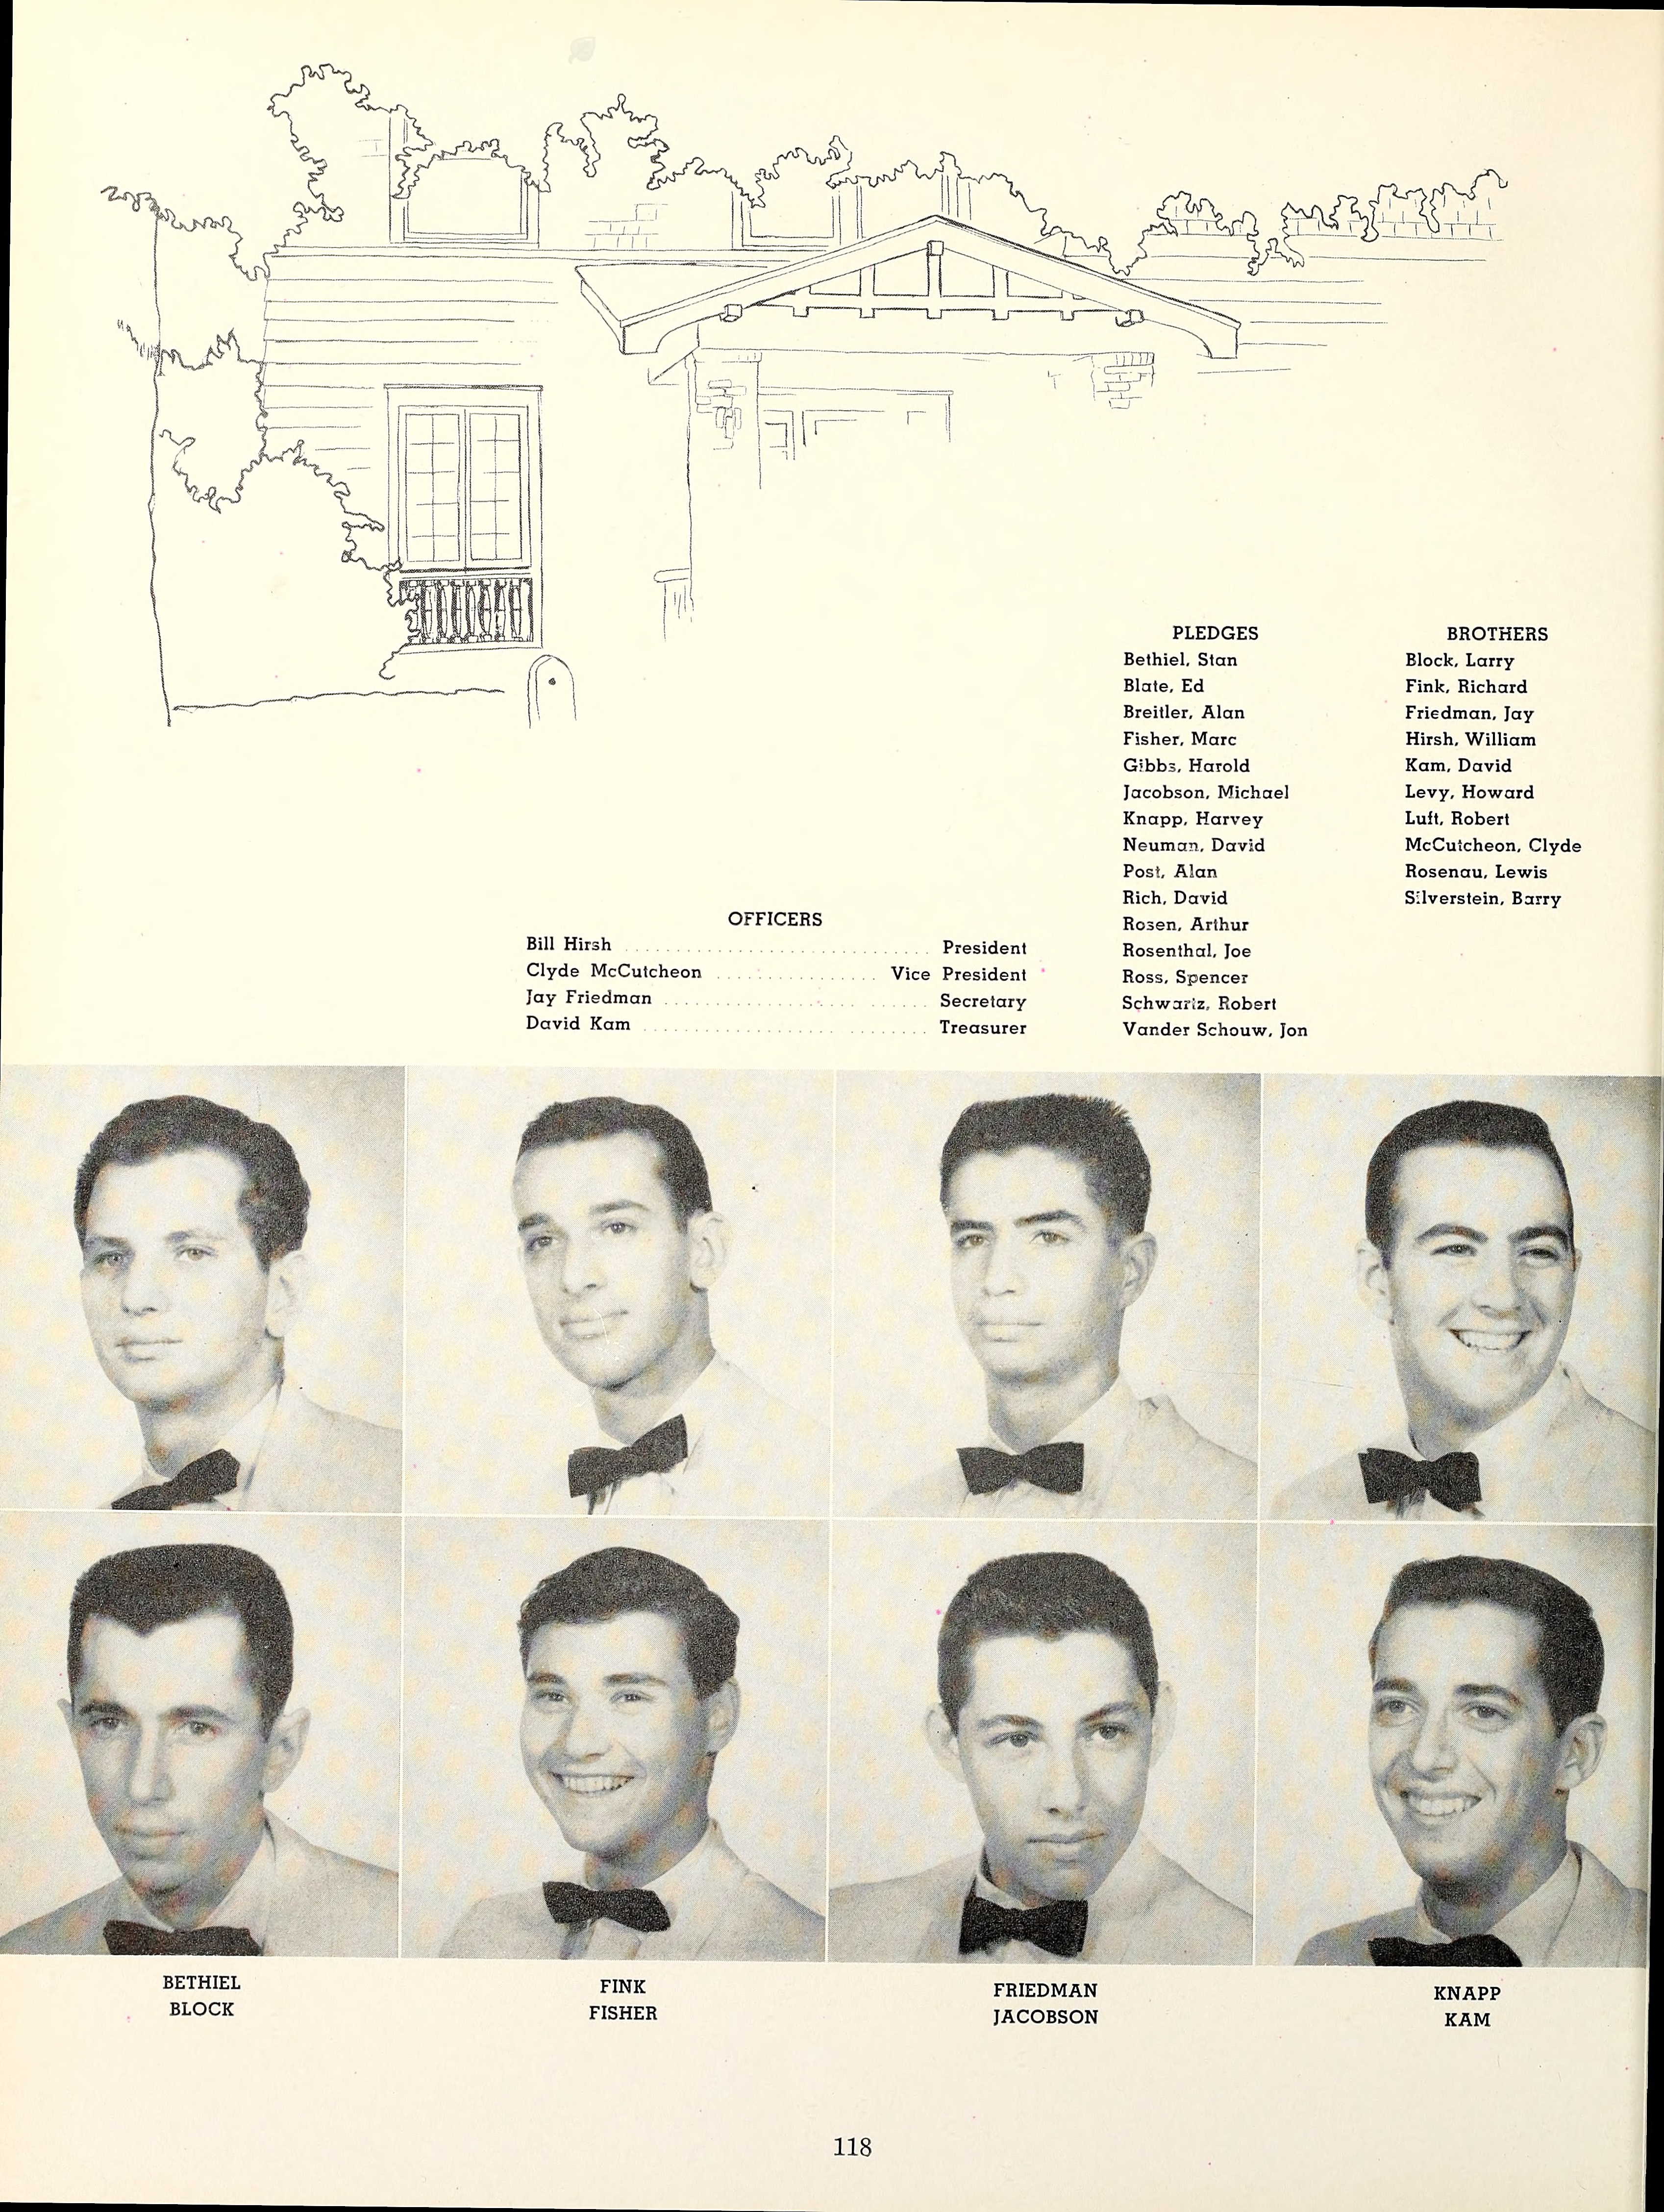 PLEDGES
Bethiel, Stan
Blate, Ed
Breitler, Alan
Fisher, Marc
Gibbs, Harold
Jacobson, Michael
Knapp, Harvey
Neuman, David
Post, Alan
Rich, David
Rosen, Arthur
Rosenthal, Joe
Ross, Spencer
Schwartz, Robert
Vander Schouw, Jon
BROTHERS
Block, Larry
Fink, Richard
Friedman, Jay
Hirsh, William
Kam, David
Levy, Howard
Luft, Robert
McCutcheon, Clyde
Rosenau, Lewis
Silverstein, Barry
OFFICERS
Bill Hirsh ............................ President
Clyde McCutcheon ................ Vice President
Jay Friedman ........................ Secretary
David Kam ............................ Treasurer
BETHIEL
BLOCK
FINK
FISHER
FRIEDMAN
JACOBSON
KNAPP
KAM
118